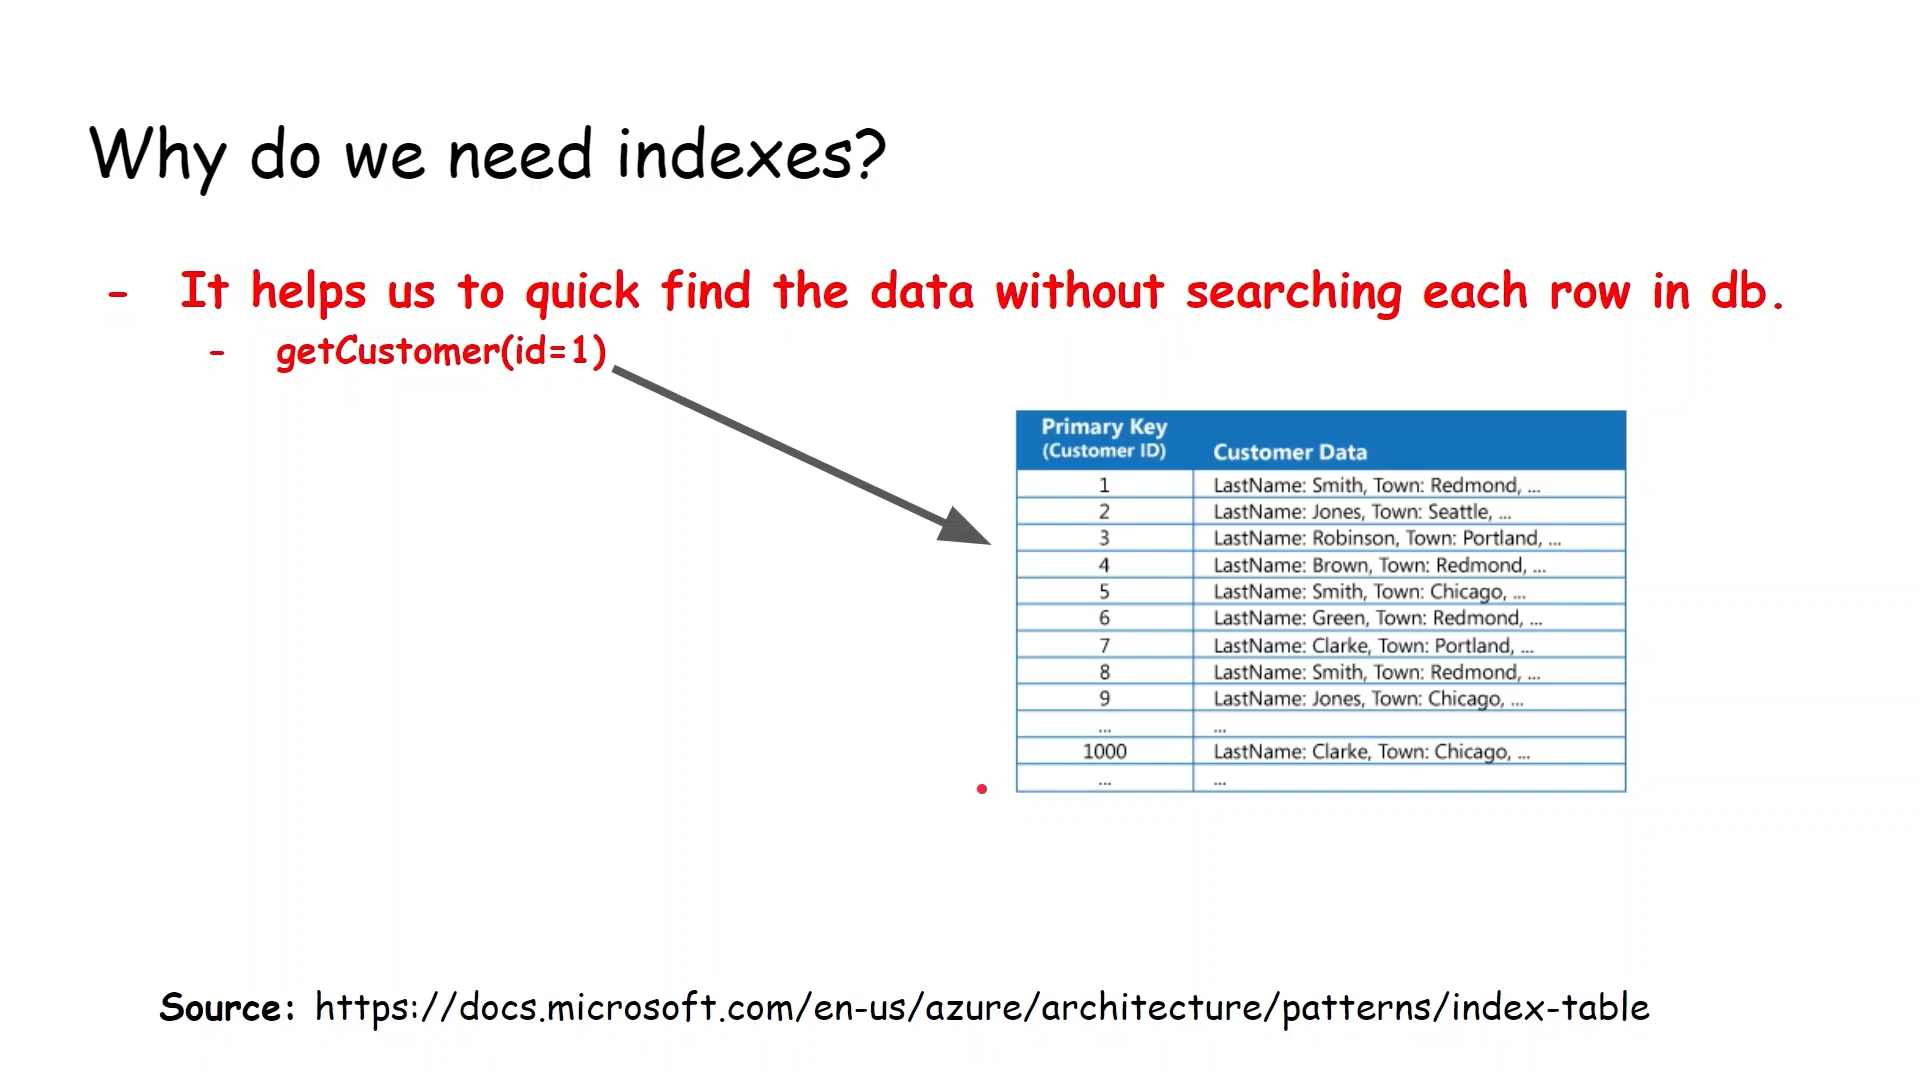 Why do we need indexes?
- It helps us to quick find the data without searching each row in db.
- getCustomer(id=1)
Primary Key
(Customer ID) Customer Data
1 LastName: Smith, Town: Redmond, ...
2 LastName: Jones, Town: Seattle, ...
3 LastName: Robinson, Town: Portland, ...
4 LastName: Brown, Town: Redmond, ...
5 LastName: Smith, Town: Chicago, ...
6 LastName: Green, Town: Redmond, ...
7 LastName: Clarke, Town: Portland, ...
8 LastName: Smith, Town: Redmond, ...
9 LastName: Jones, Town: Chicago, ...
... ...
1000 LastName: Clarke, Town: Chicago, ...
... ...
Source: https://docs.microsoft.com/en-us/azure/architecture/patterns/index-table